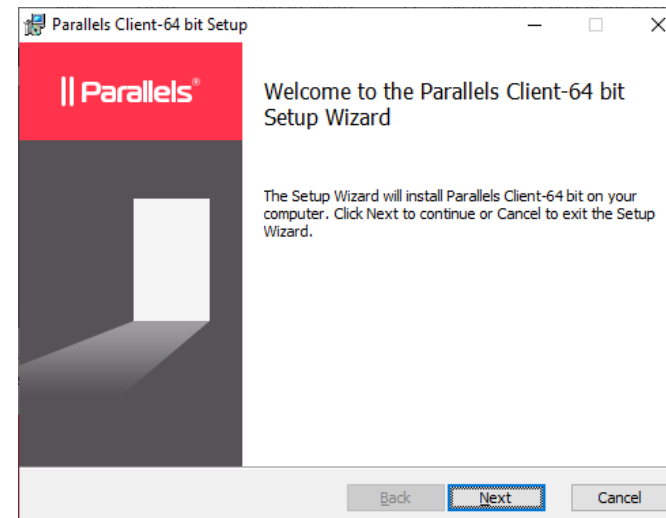 Parallels Client-64 bit Setup
|| Parallels®
Welcome to the Parallels Client-64 bit
Setup Wizard
The Setup Wizard will install Parallels Client-64 bit on your
computer. Click Next to continue or Cancel to exit the Setup
Wizard.
Back Next Cancel